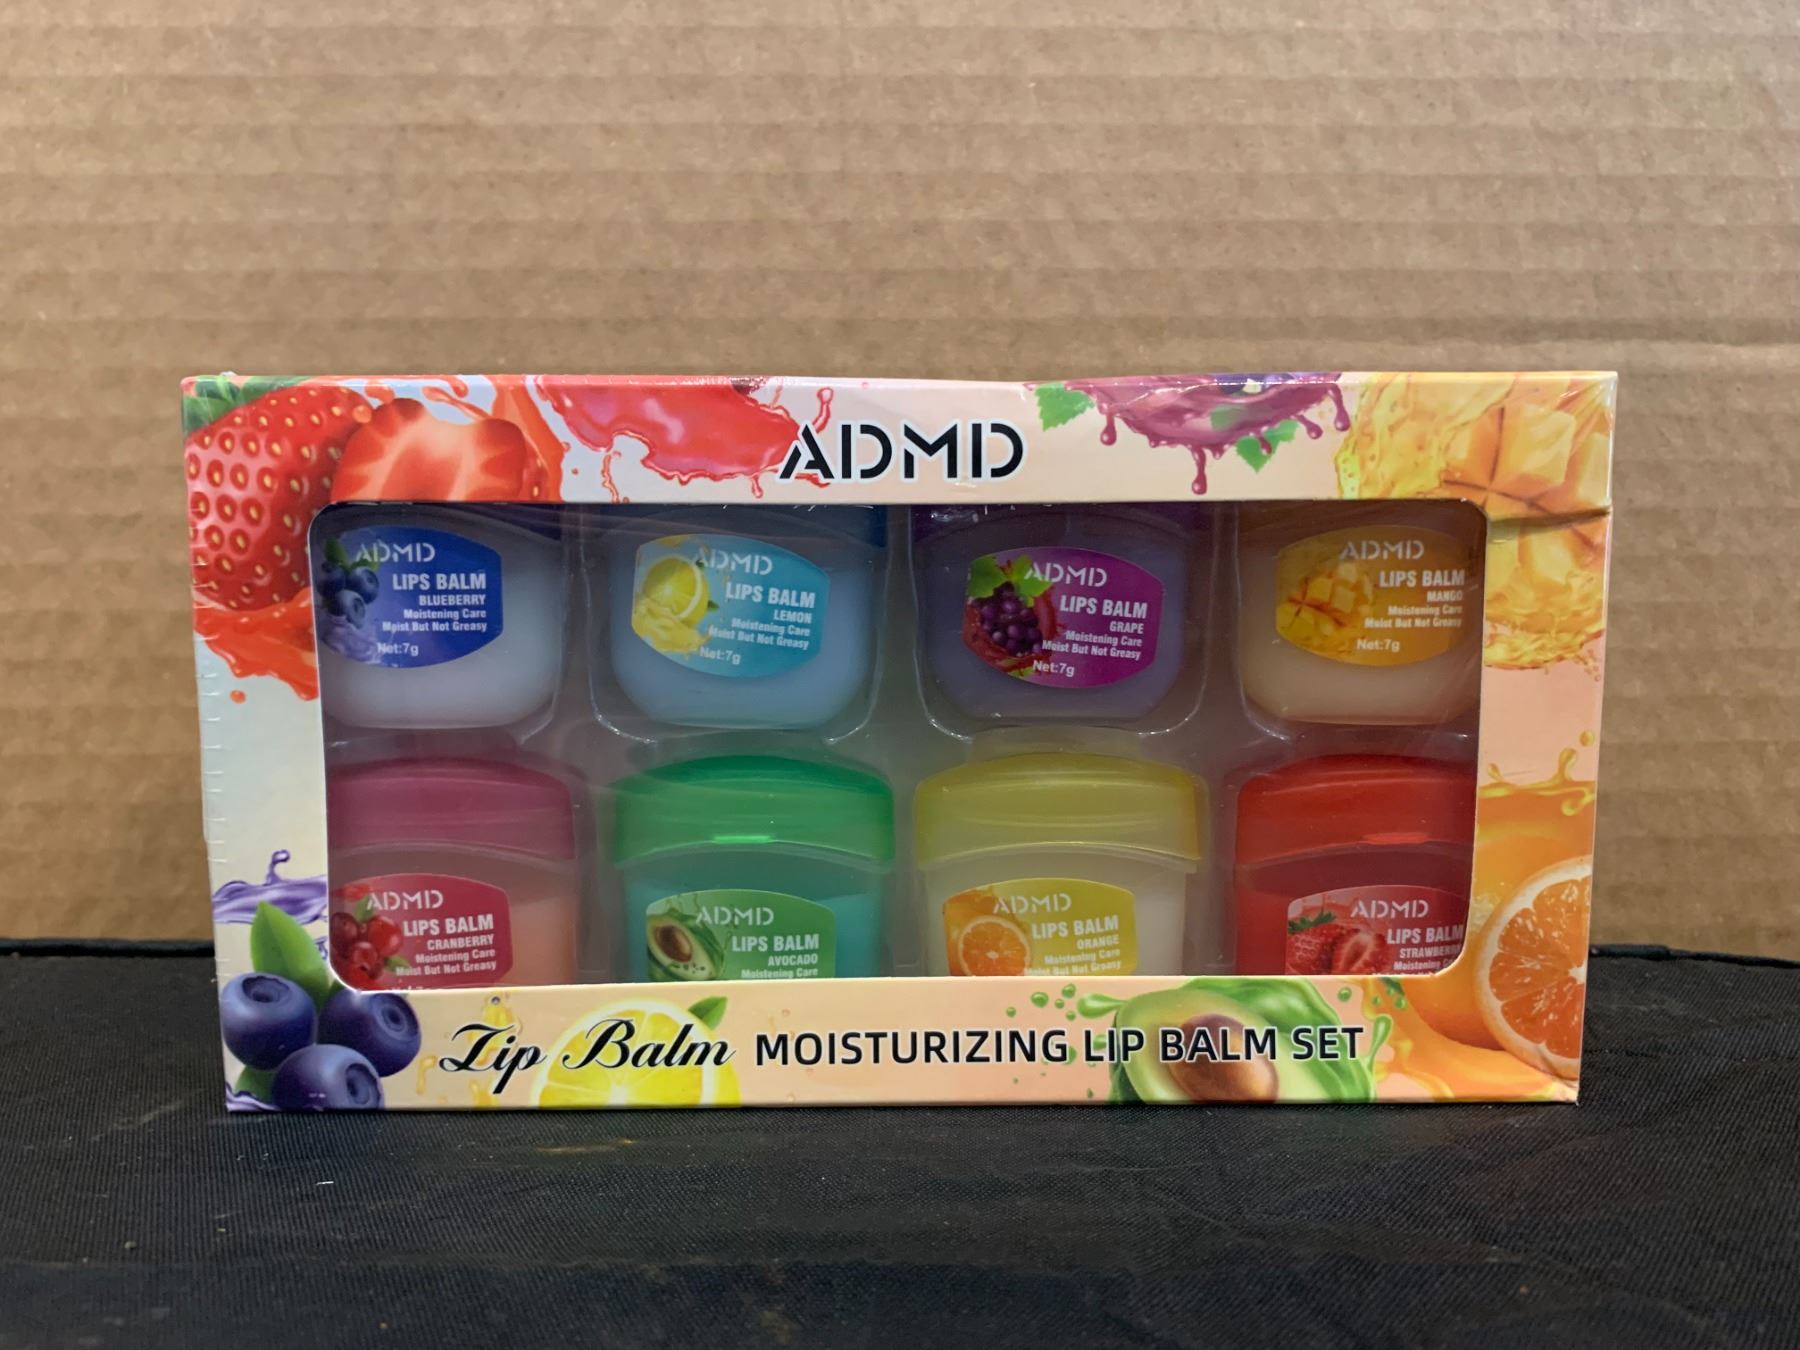 ADMD
ADMD
LIPS BALM
BLUEBERRY
Moistening Care
Moist But Not Greasy
Net:7g
ADMD
LIPS BALM
LEMON
Moistening Care
Moist But Not Greasy
Net:7g
ADMD
LIPS BALM
GRAPE
Moistening Care
Moist But Not Greasy
Net:7g
ADMD
LIPS BALM
MANGO
Moistening Care
Moist But Not Greasy
Net:7g
ADMD
LIPS BALM
CRANBERRY
Moistening Care
Moist But Not Greasy
ADMD
LIPS BALM
AVOCADO
Moistening Care
ADMD
LIPS BALM
ORANGE
Moistening Care
Moist But Not Greasy
ADMD
LIPS BALM
STRAWBERRY
Moistening
Lip Balm MOISTURIZING LIP BALM SET